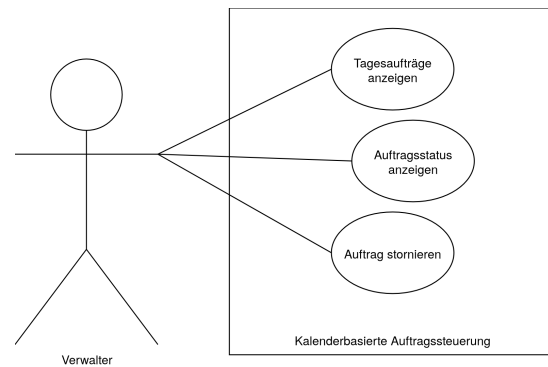 Tagesaufträge
anzeigen
Auftragsstatus
anzeigen
Auftrag stornieren
Kalenderbasierte Auftragssteuerung
Verwalter